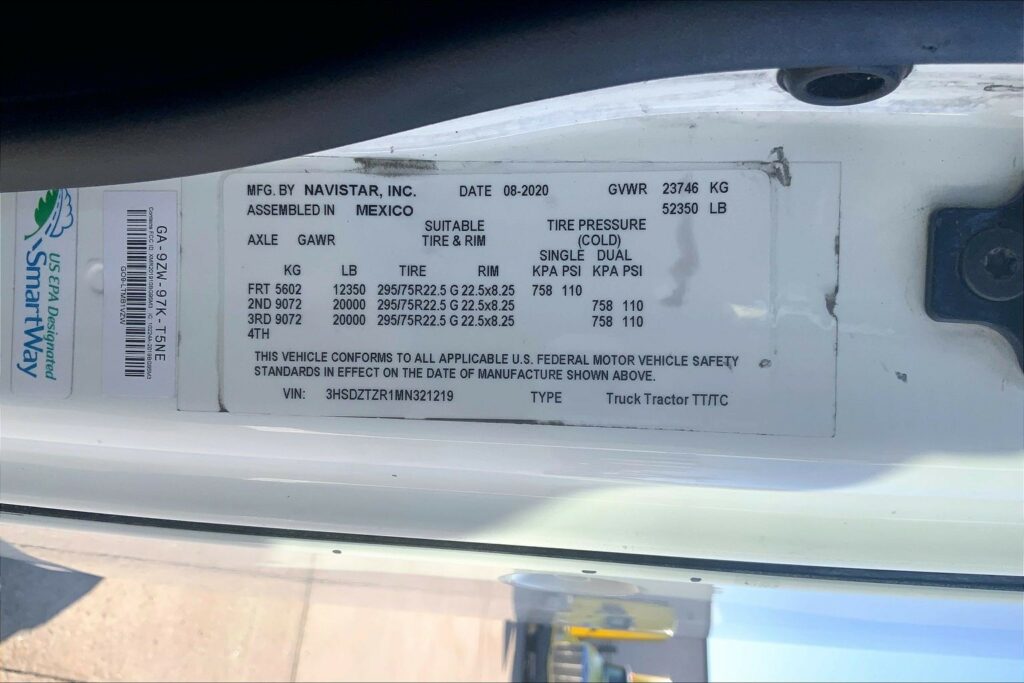 MFG. BY NAVISTAR, INC. DATE 08-2020 GVWR 23746 KG
ASSEMBLED IN MEXICO 52350 LB
SUITABLE TIRE PRESSURE
AXLE GAWR TIRE & RIM (COLD)
SINGLE DUAL
KG LB TIRE RIM KPA PSI KPA PSI
FRT 5602 12350 295/75R22.5 G 22.5x8.25 758 110
2ND 9072 20000 295/75R22.5 G 22.5x8.25 758 110
3RD 9072 20000 295/75R22.5 G 22.5x8.25 758 110
4TH
THIS VEHICLE CONFORMS TO ALL APPLICABLE U.S. FEDERAL MOTOR VEHICLE SAFETY
STANDARDS IN EFFECT ON THE DATE OF MANUFACTURE SHOWN ABOVE.
VIN: 3HSDZTZR1MN321219 TYPE Truck Tractor TT/TC
US EPA Designated
SmartWay
GA-9ZW-97K-T5NE